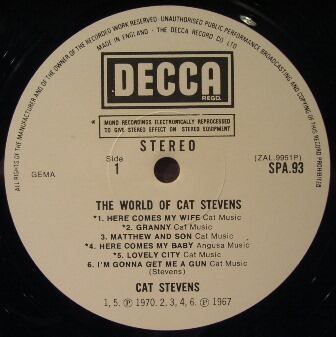 ALL RIGHTS OF THE MANUFACTURER AND OF THE OWNER OF THE RECORDED WORK RESERVED UNAUTHORISED PUBLIC PERFORMANCE BROADCASTING AND COPYING OF THIS RECORD PROHIBITED
MADE IN ENGLAND · THE DECCA RECORD CO LTD
DECCA
REGD.
* MONO RECORDINGS ELECTRONICALLY REPROCESSED
TO GIVE STEREO EFFECT ON STEREO EQUIPMENT
STEREO
Side
1
GEMA
(ZAL.9951P)
SPA.93
THE WORLD OF CAT STEVENS
*1. HERE COMES MY WIFE Cat Music
*2. GRANNY Cat Music
3. MATTHEW AND SON Cat Music
*4. HERE COMES MY BABY Angusa Music
*5. LOVELY CITY Cat Music
6. I'M GONNA GET ME A GUN Cat Music
(Stevens)
CAT STEVENS
1, 5. Ⓟ 1970. 2, 3, 4, 6. Ⓟ 1967